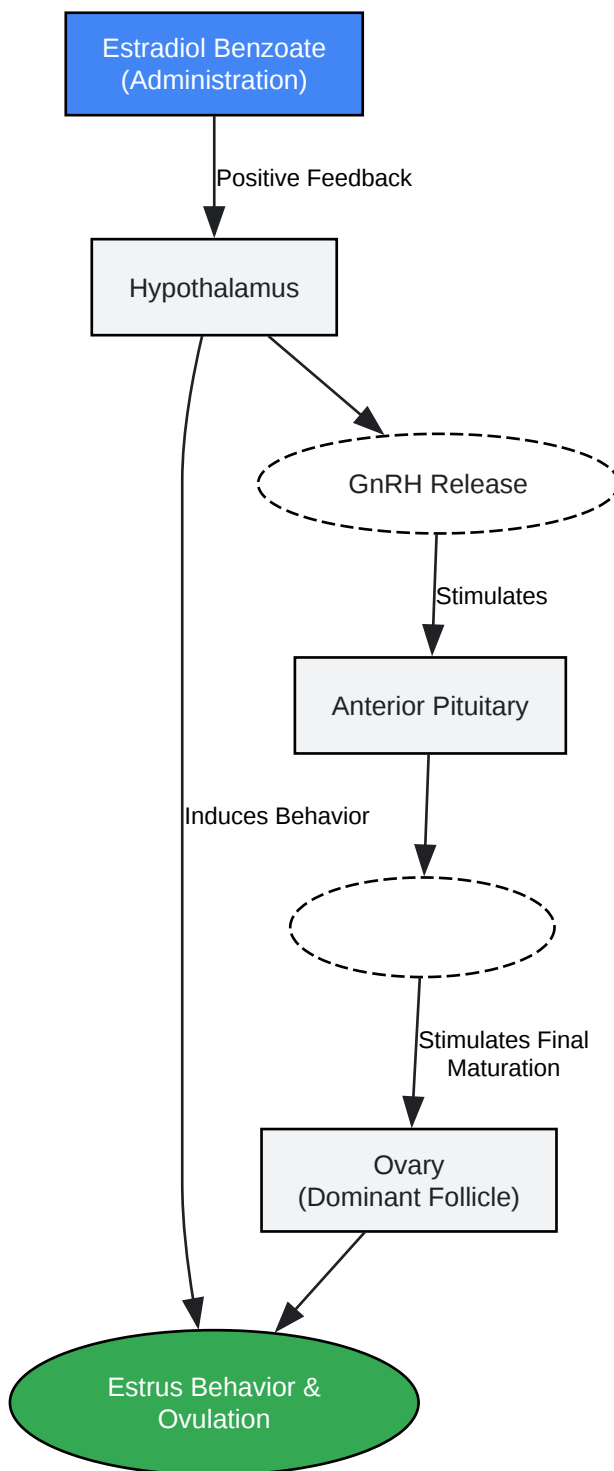 Estradiol Benzoate
(Administration)
Positive Feedback
Hypothalamus
GnRH Release
Stimulates
Anterior Pituitary
Induces Behavior
Stimulates Final
Maturation
Ovary
(Dominant Follicle)
Estrus Behavior &
Ovulation